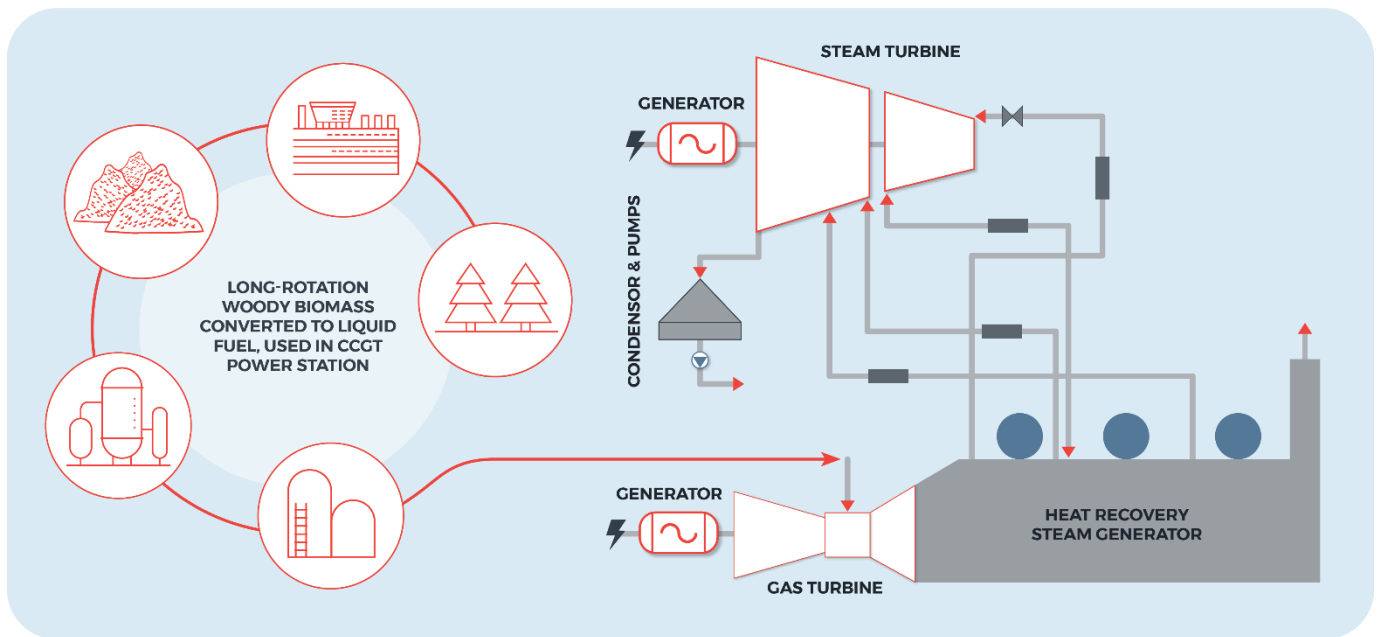 STEAM TURBINE
GENERATOR
CONDENSOR & PUMPS
LONG-ROTATION
WOODY BIOMASS
CONVERTED TO LIQUID
FUEL, USED IN CCGT
POWER STATION
GENERATOR
GAS TURBINE
HEAT RECOVERY
STEAM GENERATOR